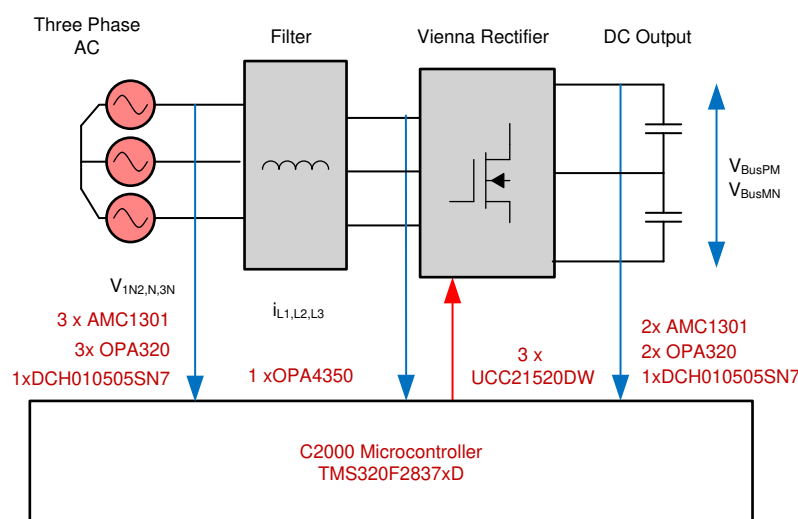 Three Phase
AC
Filter
Vienna Rectifier
DC Output
VBusPM
VBusMN
V1N2,N,3N
3 x AMC1301
3x OPA320
1xDCH010505SN7
iL1,L2,L3
1 xOPA4350
3 x
UCC21520DW
2x AMC1301
2x OPA320
1xDCH010505SN7
C2000 Microcontroller
TMS320F2837xD